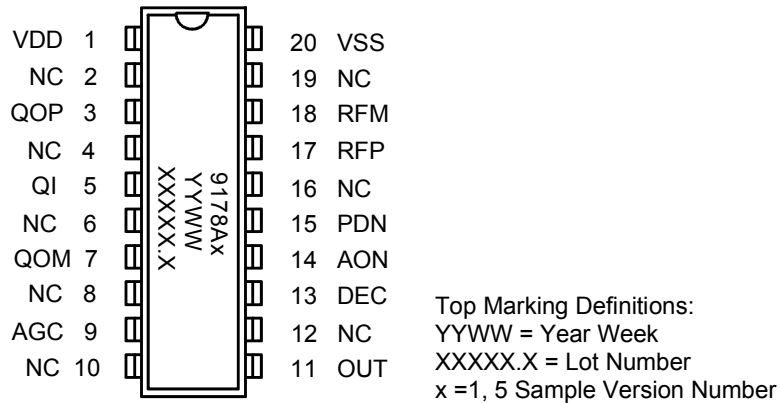 VDD 1 20 VSS
NC 2 19 NC
QOP 3 18 RFM
NC 4 17 RFP
QI 5 16 NC
NC 6 15 PDN
QOM 7 14 AON
NC 8 13 DEC
AGC 9 12 NC
NC 10 11 OUT
9178Ax
YYWW
XXXXX.X
Top Marking Definitions:
YYWW = Year Week
XXXXX.X = Lot Number
x =1, 5 Sample Version Number